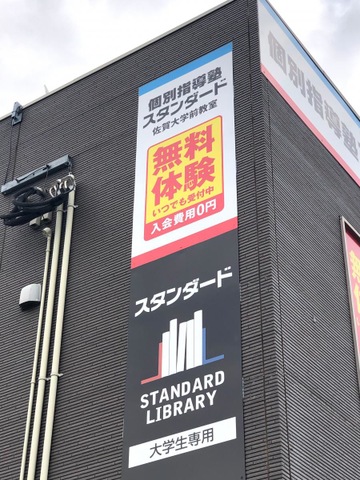 個別指導塾
スタンダード
佐賀大学前教室
無料
体験
いつでも受付中
入会費用0円
スタンダード
STANDARD
LIBRARY
大学生専用
個別指導塾
無料